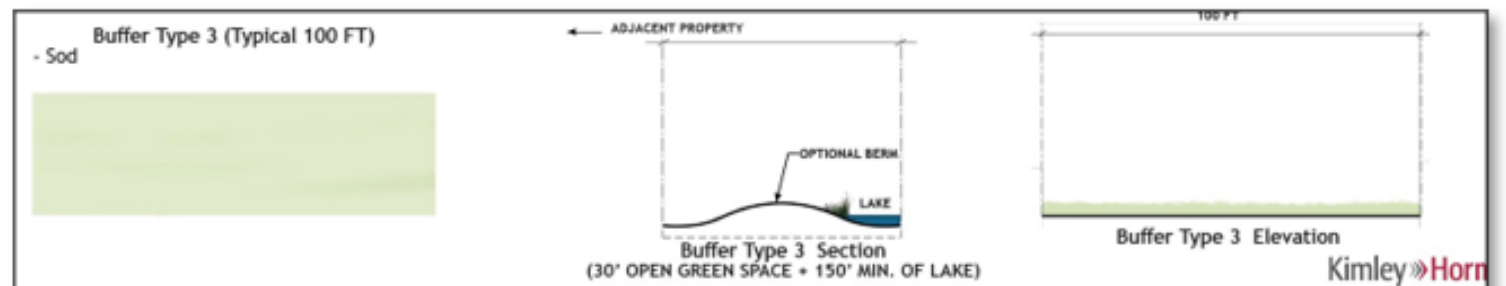 Buffer Type 3 (Typical 100 FT)
- Sod
ADJACENT PROPERTY
OPTIONAL BERM
LAKE
Buffer Type 3 Section
(30' OPEN GREEN SPACE + 150' MIN. OF LAKE)
100 FT
Buffer Type 3 Elevation
Kimley»Horn